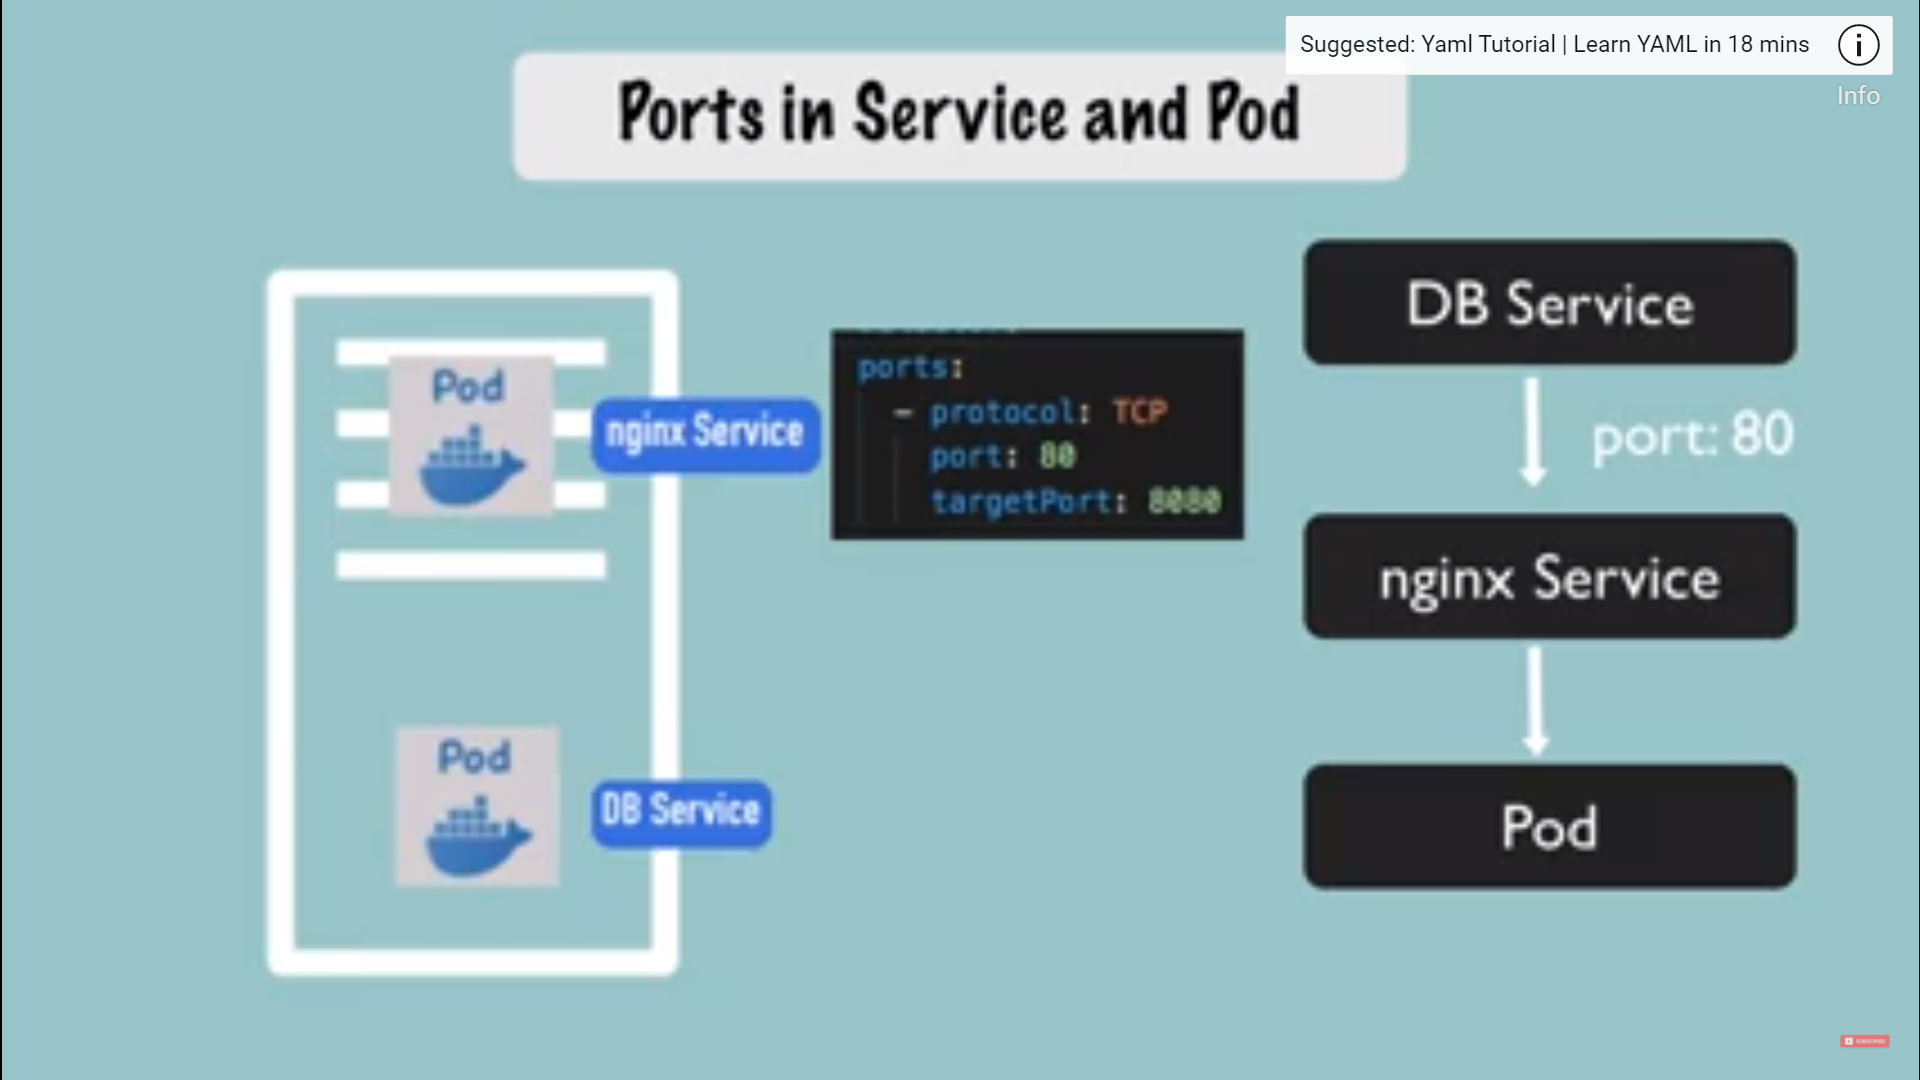 Suggested: Yaml Tutorial | Learn YAML in 18 mins
Info
Ports in Service and Pod
Pod
nginx Service
ports:
- protocol: TCP
port: 80
targetPort: 8080
Pod
DB Service
DB Service
port: 80
nginx Service
Pod
SUBSCRIBE